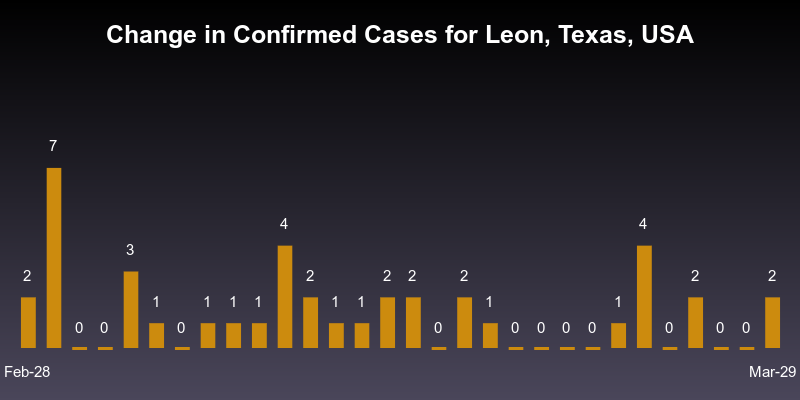 Change in Confirmed Cases for Leon, Texas, USA
2 7 0 0 3 1 0 1 1 1 4 2 1 1 2 2 0 2 1 0 0 0 0 1 4 0 2 0 0 2
Feb-28 Mar-29